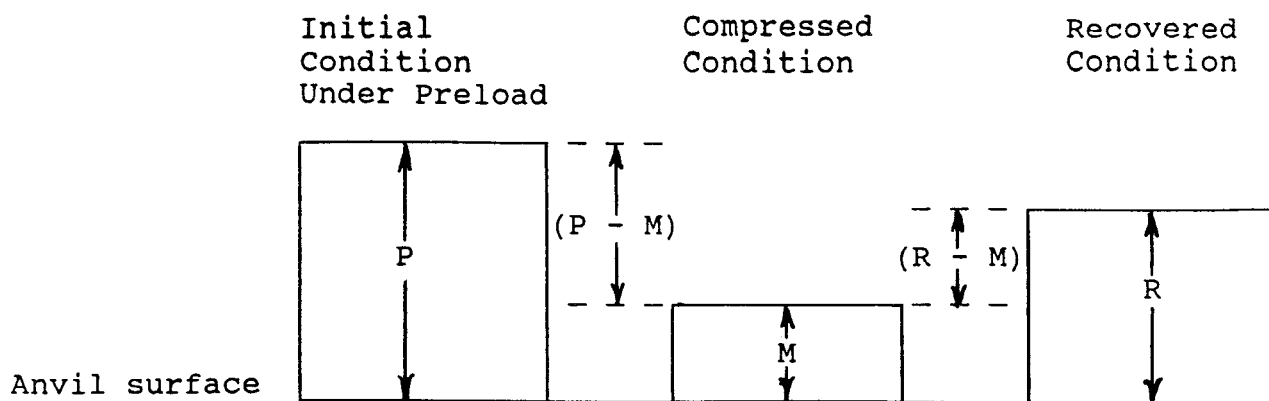 Initial
Condition
Under Preload
Compressed
Condition
Recovered
Condition
(P - M)
(R - M)
P
R
M
Anvil surface